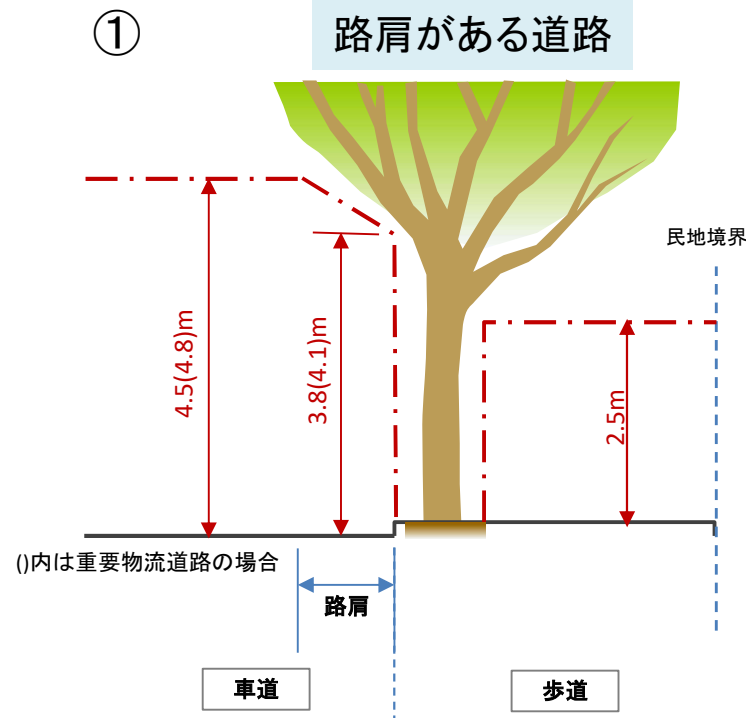 ①
路肩がある道路
民地境界
4.5(4.8)m
3.8(4.1)m
2.5m
()内は重要物流道路の場合
路肩
車道
歩道